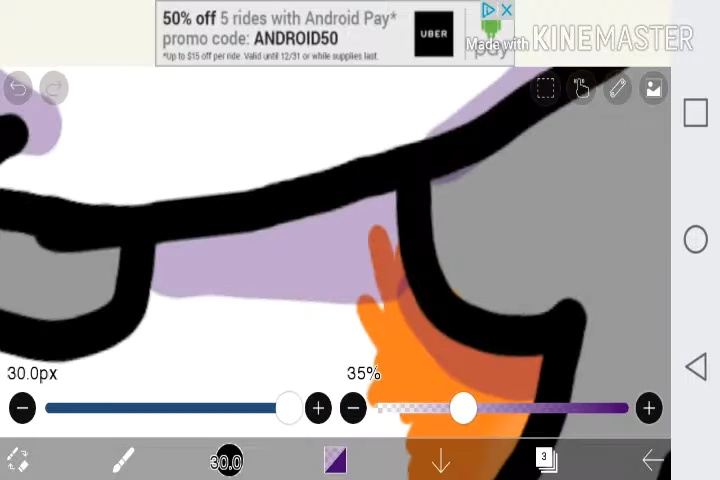 50% off 5 rides with Android Pay*
promo code: ANDROID50
*Up to $15 off per ride. Valid until 12/31 or while supplies last.
UBER
pay
Made with KINEMASTER
30.0px
35%
30.0
3